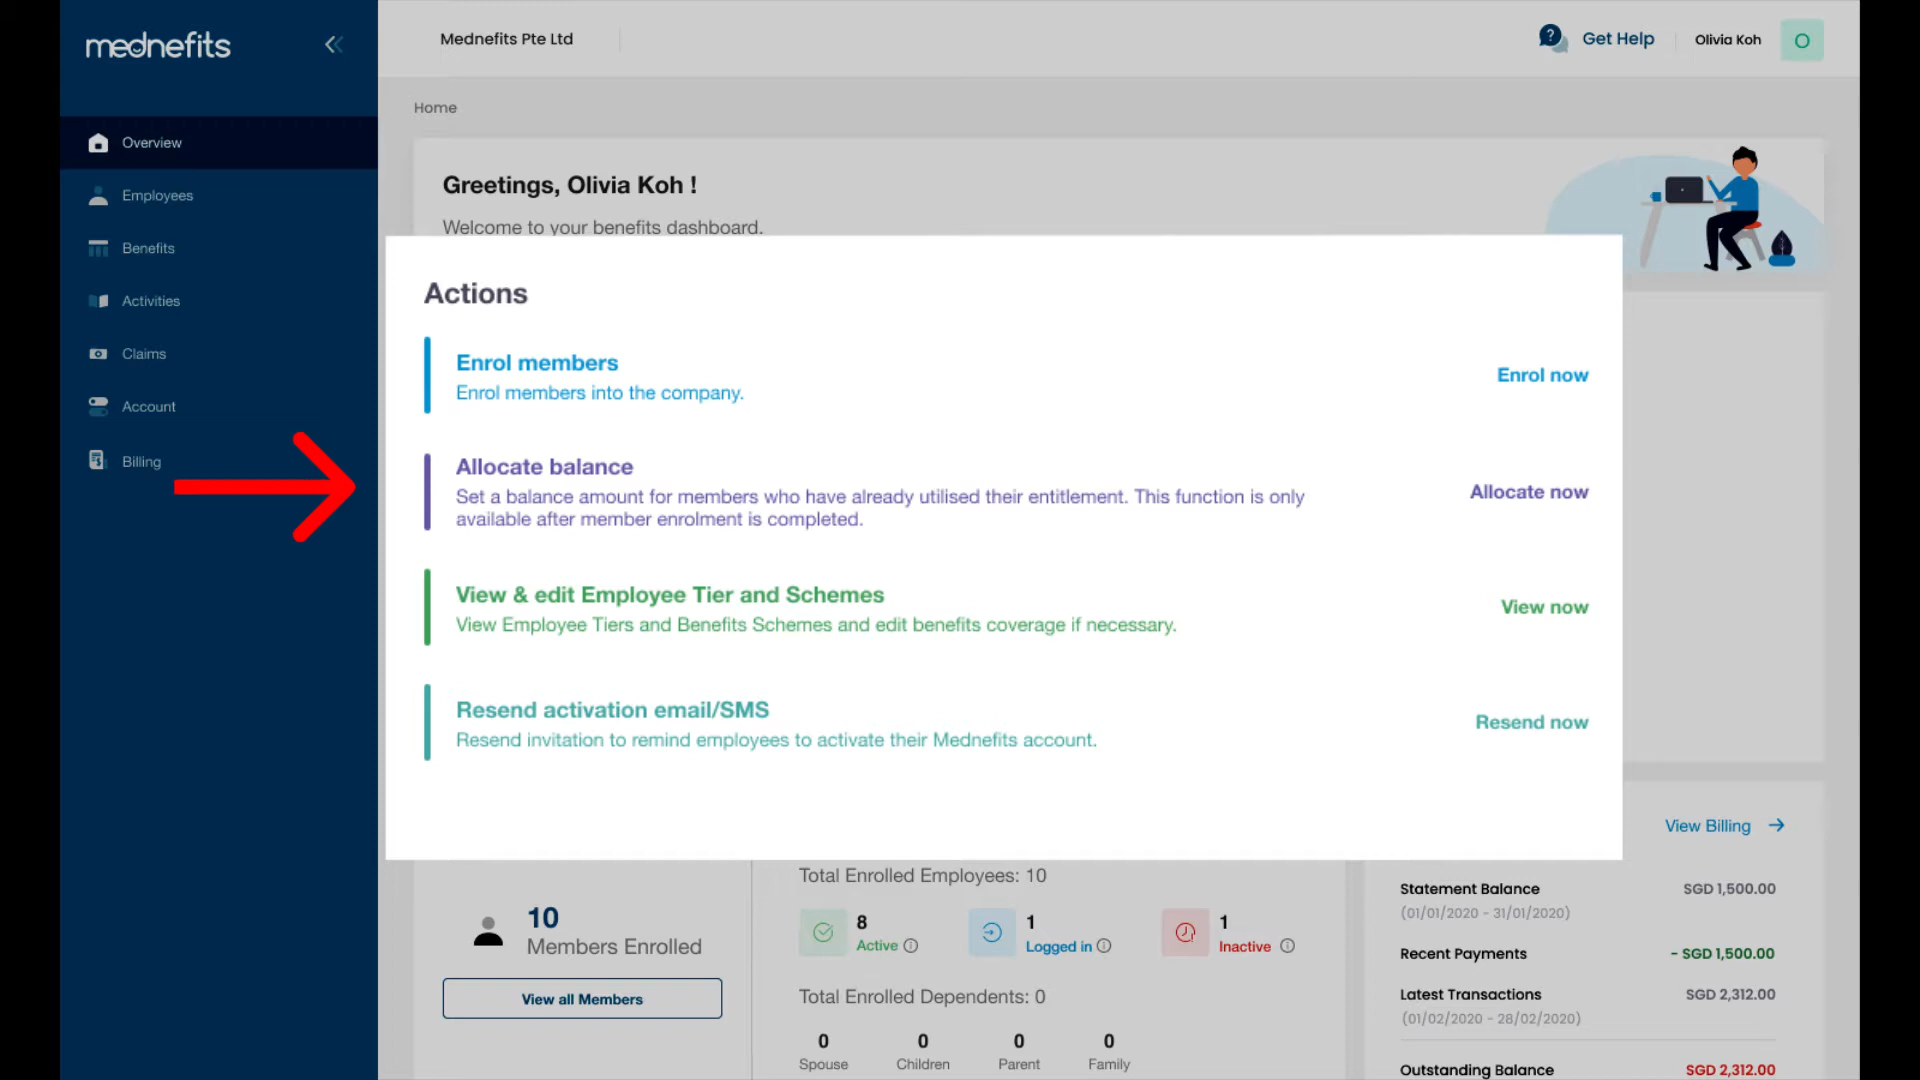 mednefits
Mednefits Pte Ltd
Get Help
Olivia Koh
O
Home
Overview
Employees
Benefits
Activities
Claims
Account
Billing
Greetings, Olivia Koh !
Welcome to your benefits dashboard.
Actions
Enrol members
Enrol members into the company.
Enrol now
Allocate balance
Set a balance amount for members who have already utilised their entitlement. This function is only
available after member enrolment is completed.
Allocate now
View & edit Employee Tier and Schemes
View Employee Tiers and Benefits Schemes and edit benefits coverage if necessary.
View now
Resend activation email/SMS
Resend invitation to remind employees to activate their Mednefits account.
Resend now
10
Members Enrolled
View all Members
Total Enrolled Employees: 10
8
Active
1
Logged in
1
Inactive
Total Enrolled Dependents: 0
0 0 0 0
Spouse Children Parent Family
View Billing
Statement Balance SGD 1,500.00
(01/01/2020 - 31/01/2020)
Recent Payments - SGD 1,500.00
Latest Transactions SGD 2,312.00
(01/02/2020 - 28/02/2020)
Outstanding Balance SGD 2,312.00